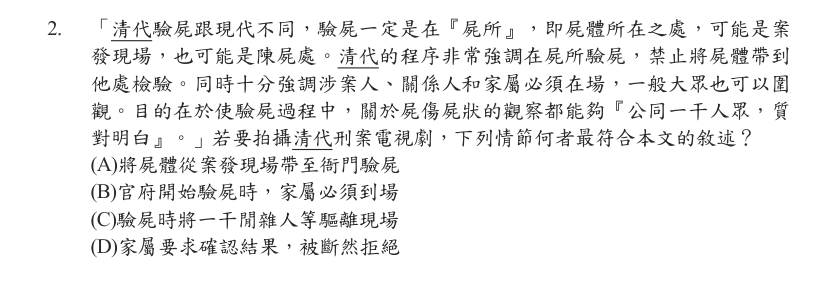 2. 「清代驗屍跟現代不同，驗屍一定是在『屍所』，即屍體所在之處，可能是案
發現場，也可能是陳屍處。清代的程序非常強調在屍所驗屍，禁止將屍體帶到
他處檢驗。同時十分強調涉案人、關係人和家屬必須在場，一般大眾也可以圍
觀。目的在於使驗屍過程中，關於屍傷屍狀的觀察都能夠『公同一干人眾，質
對明白』。」若要拍攝清代刑案電視劇，下列情節何者最符合本文的敘述？
(A)將屍體從案發現場帶至衙門驗屍
(B)官府開始驗屍時，家屬必須到場
(C)驗屍時將一干閒雜人等驅離現場
(D)家屬要求確認結果，被斷然拒絕